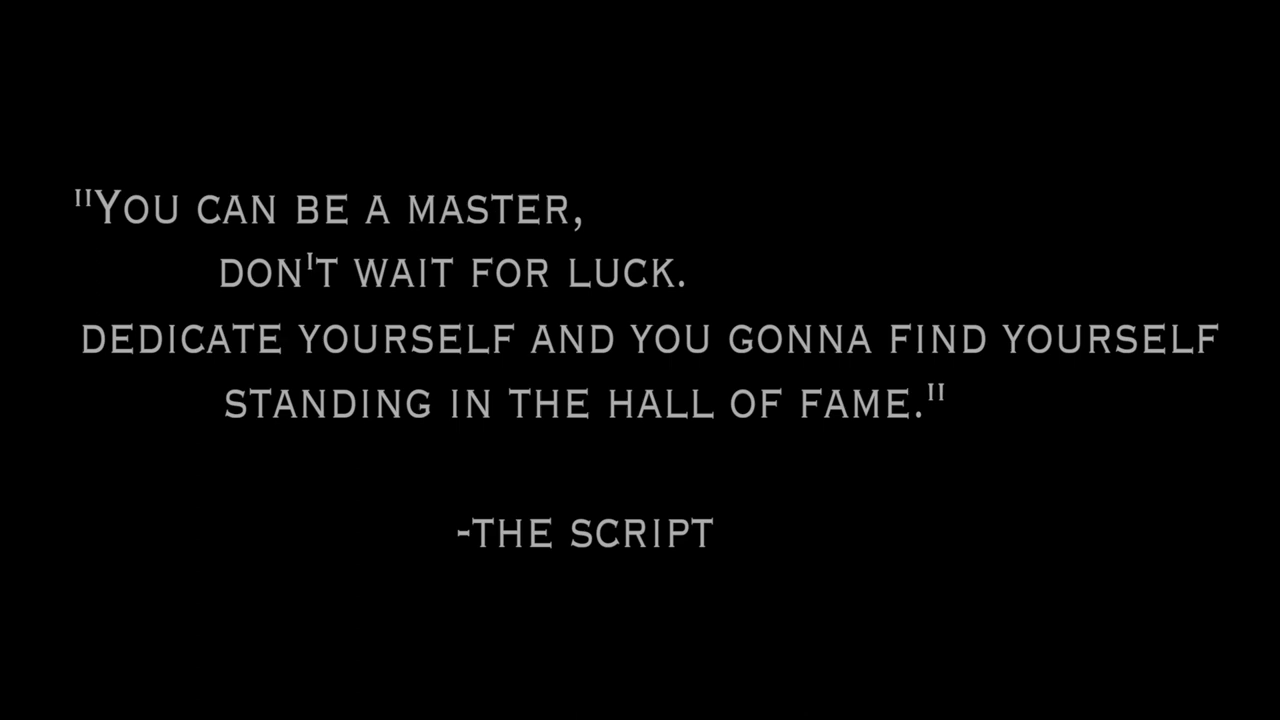 "You can be a master,
don't wait for luck.
dedicate yourself and you gonna find yourself
standing in the hall of fame."
-the script